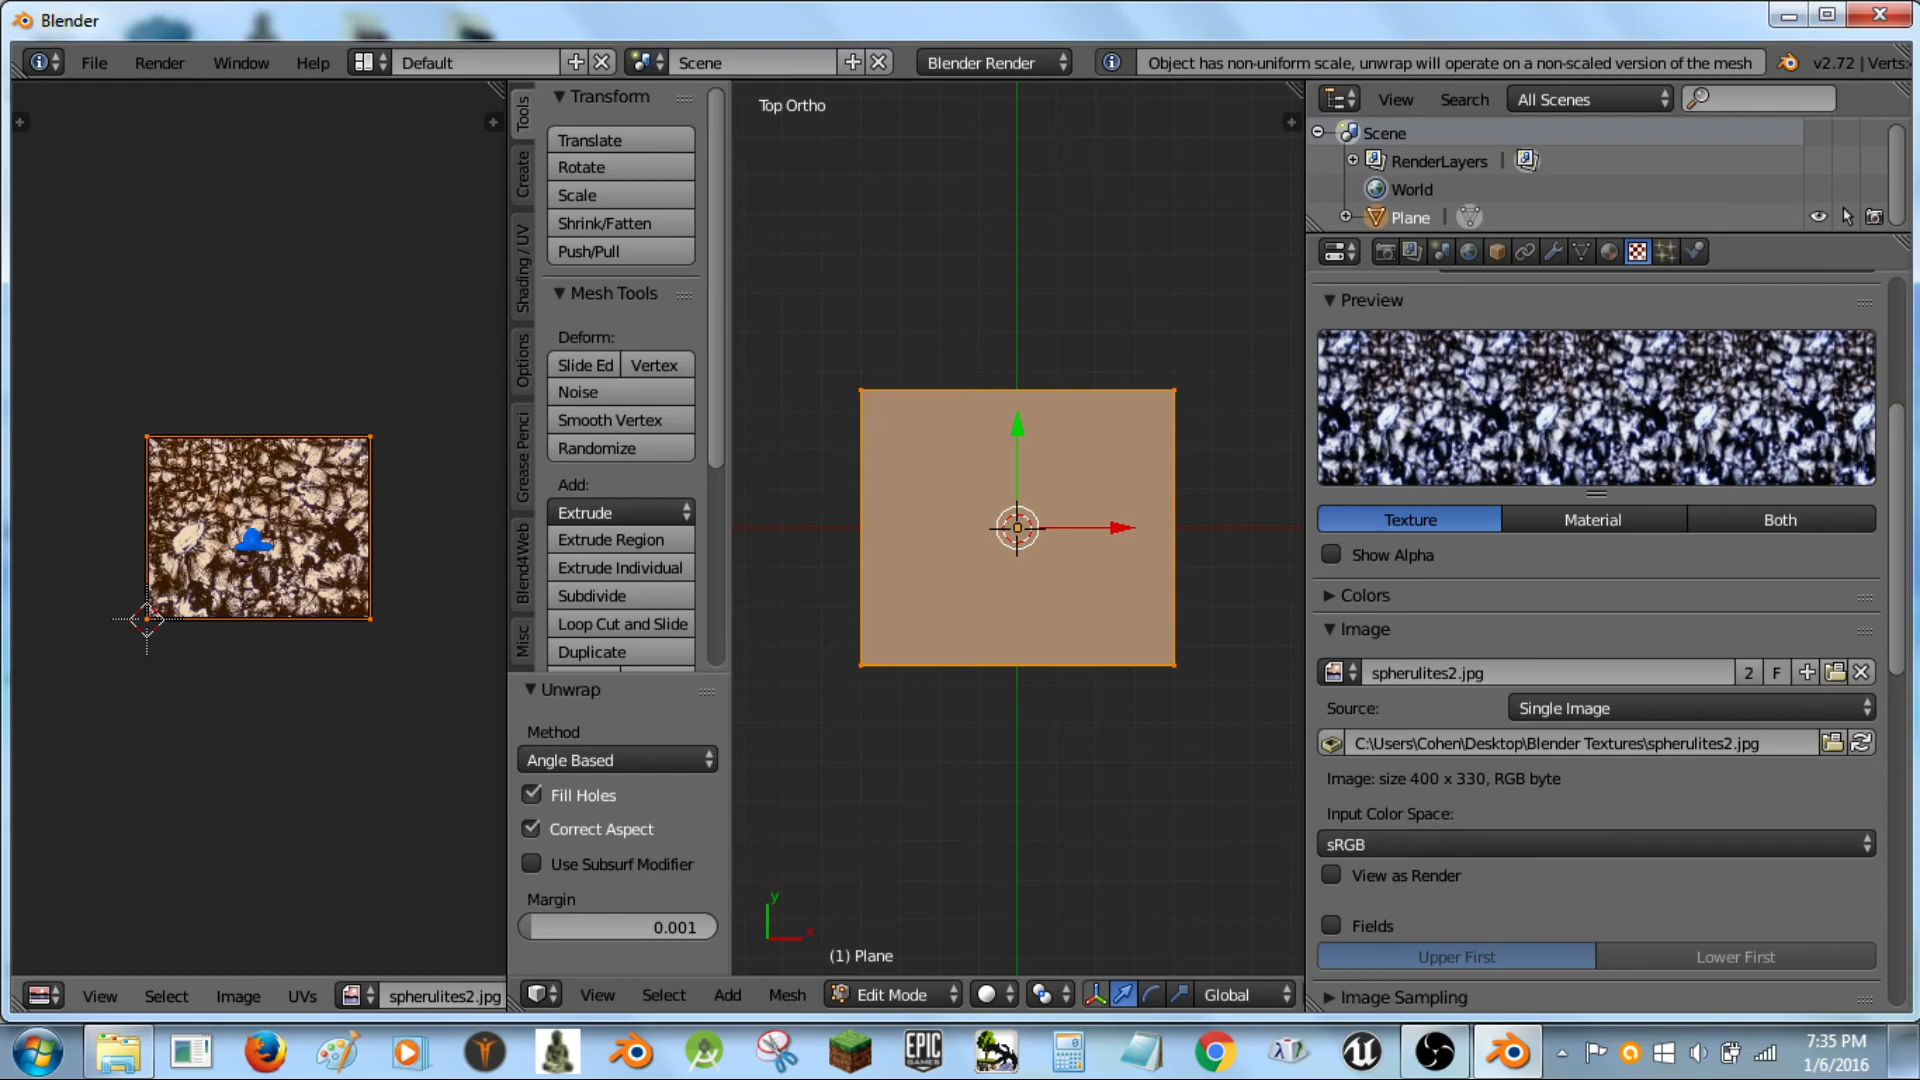 Blender
File Render Window Help Default Scene Blender Render Object has non-uniform scale, unwrap will operate on a non-scaled version of the mesh v2.72 | Verts:
Tools
Create
Shading / UV
Options
Grease Penci
Blend4Web
Misc
Transform
Translate
Rotate
Scale
Shrink/Fatten
Push/Pull
Mesh Tools
Deform:
Slide Ed Vertex
Noise
Smooth Vertex
Randomize
Add:
Extrude
Extrude Region
Extrude Individual
Subdivide
Loop Cut and Slide
Duplicate
Unwrap
Method
Angle Based
Fill Holes
Correct Aspect
Use Subsurf Modifier
Margin
0.001
Top Ortho
y
x
(1) Plane
View Search All Scenes
Scene
RenderLayers |
World
Plane |
Preview
Texture Material Both
Show Alpha
Colors
Image
spherulites2.jpg 2 F
Source: Single Image
C:\Users\Cohen\Desktop\Blender Textures\spherulites2.jpg
Image: size 400 x 330, RGB byte
Input Color Space:
sRGB
View as Render
Fields
Upper First Lower First
Image Sampling
View Select Image UVs spherulites2.jpg
View Select Add Mesh Edit Mode Global
EPIC
GAMES
7:35 PM
1/6/2016